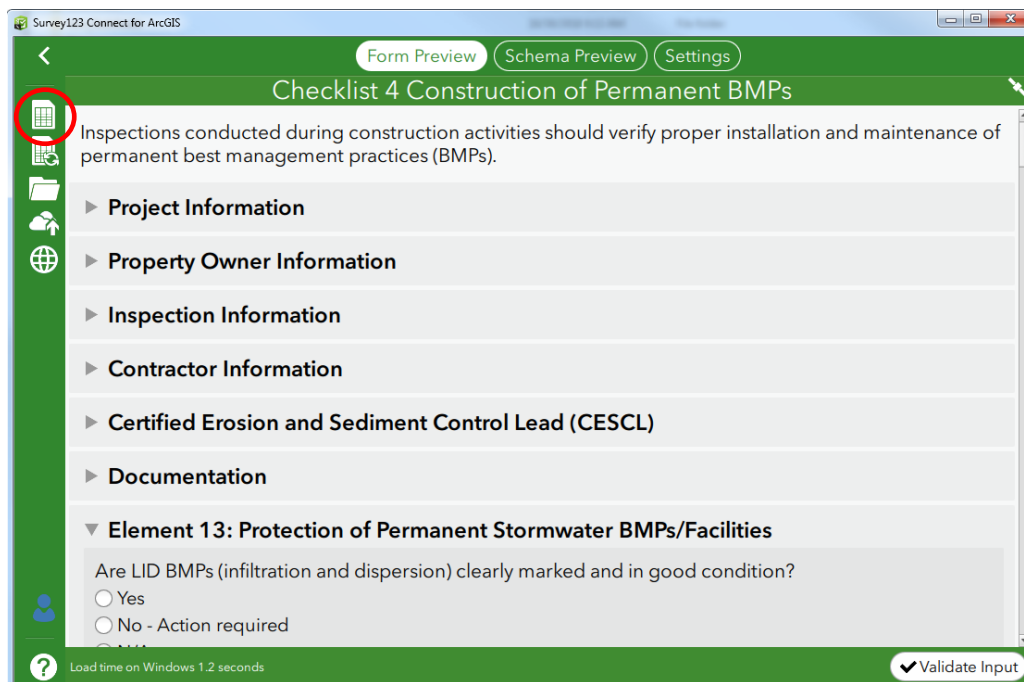 Survey123 Connect for ArcGIS
Form Preview
Schema Preview
Settings
Checklist 4 Construction of Permanent BMPs
Inspections conducted during construction activities should verify proper installation and maintenance of
permanent best management practices (BMPs).
Project Information
Property Owner Information
Inspection Information
Contractor Information
Certified Erosion and Sediment Control Lead (CESCL)
Documentation
Element 13: Protection of Permanent Stormwater BMPs/Facilities
Are LID BMPs (infiltration and dispersion) clearly marked and in good condition?
Yes
No - Action required
?
Load time on Windows 1.2 seconds
Validate Input